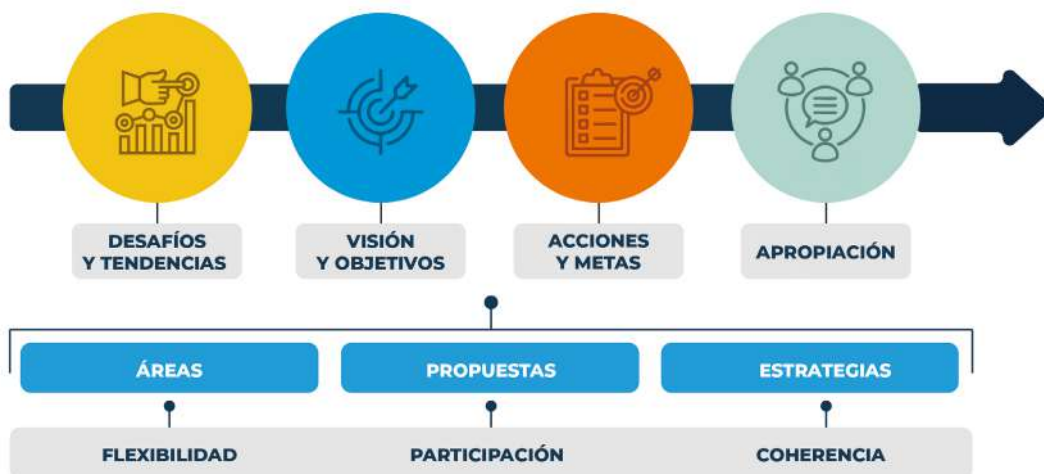 DESAFÍOS
Y TENDENCIAS
VISIÓN
Y OBJETIVOS
ACCIONES
Y METAS
APROPIACIÓN
ÁREAS
PROPUESTAS
ESTRATEGIAS
FLEXIBILIDAD
PARTICIPACIÓN
COHERENCIA